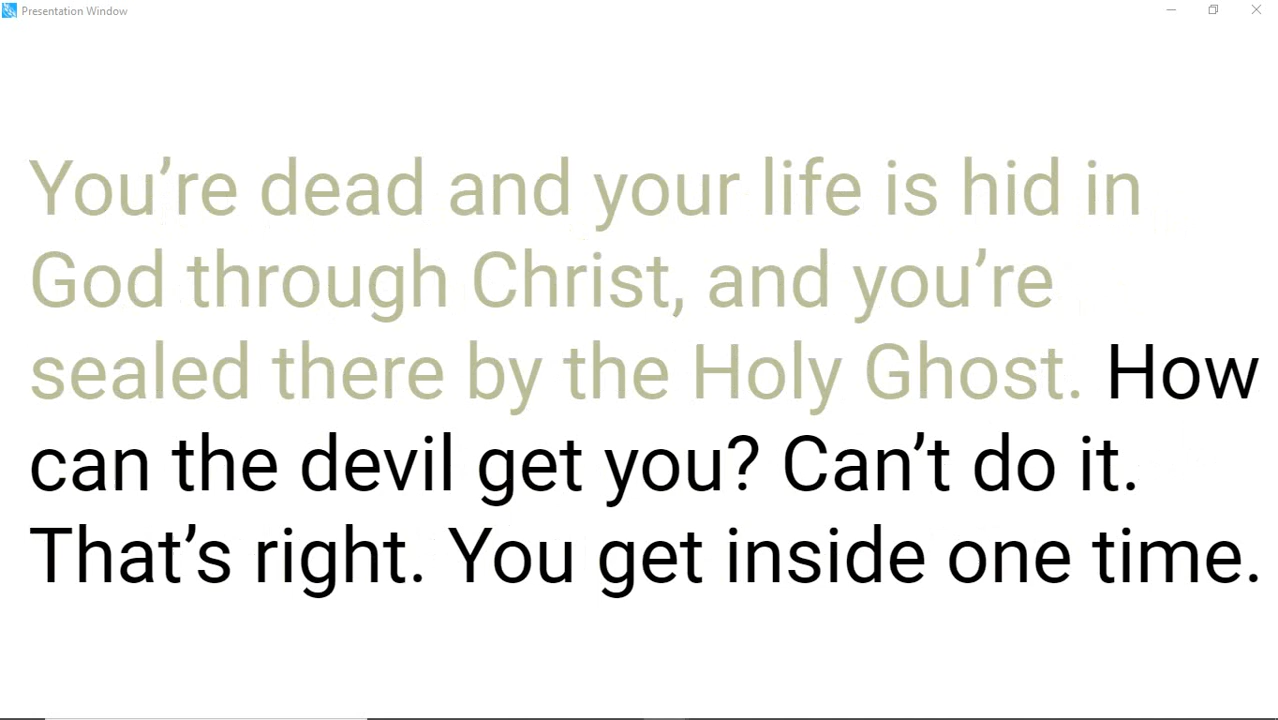 Presentation Window
You’re dead and your life is hid in
God through Christ, and you’re
sealed there by the Holy Ghost. How
can the devil get you? Can’t do it.
That’s right. You get inside one time.